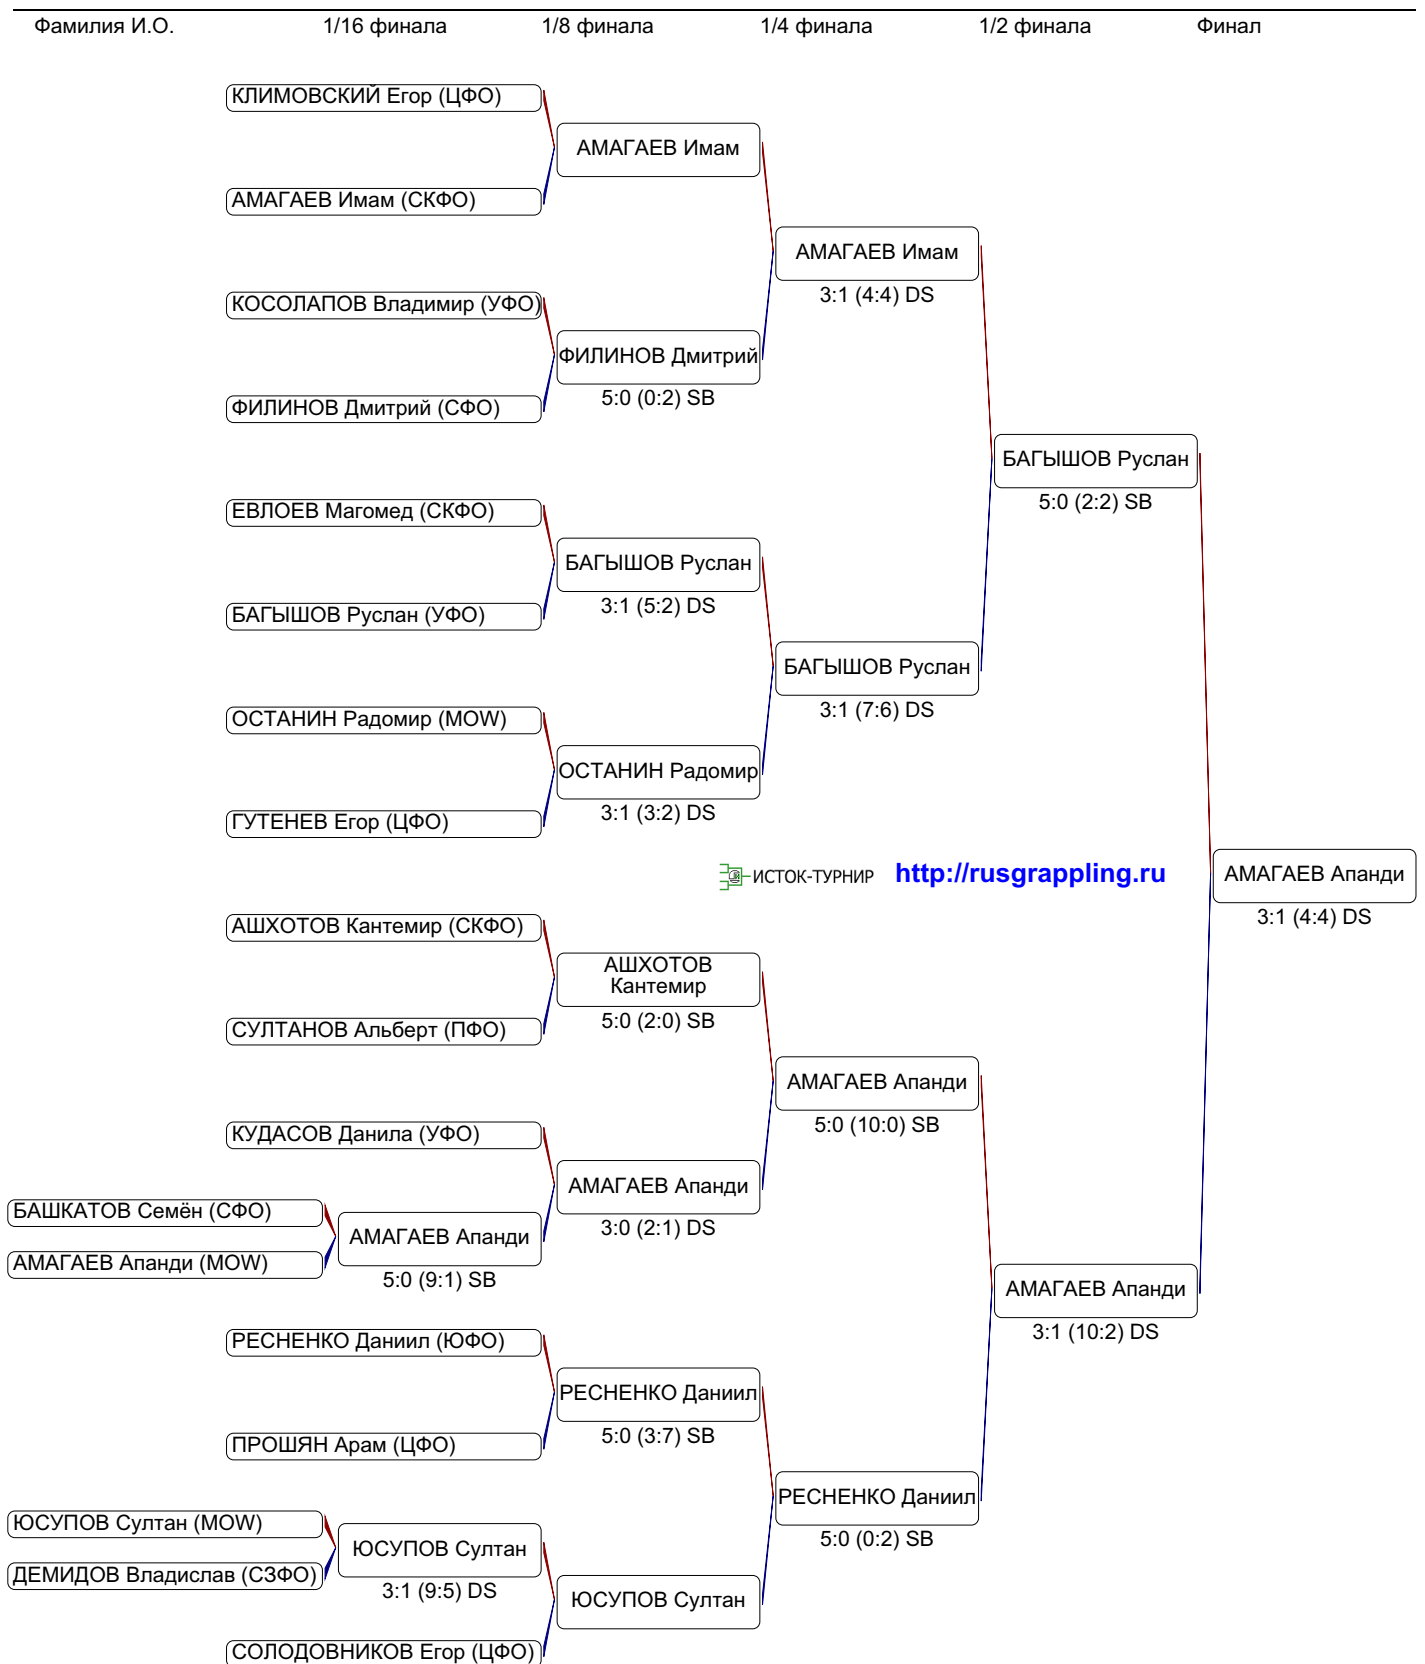 Фамилия И.О. 1/16 финала 1/8 финала 1/4 финала 1/2 финала Финал
КЛИМОВСКИЙ Егор (ЦФО)
АМАГАЕВ Имам
АМАГАЕВ Имам (СКФО)
АМАГАЕВ Имам
3:1 (4:4) DS
КОСОЛАПОВ Владимир (УФО)
ФИЛИНОВ Дмитрий
5:0 (0:2) SB
ФИЛИНОВ Дмитрий (СФО)
БАГЫШОВ Руслан
5:0 (2:2) SB
ЕВЛОЕВ Магомед (СКФО)
БАГЫШОВ Руслан
3:1 (5:2) DS
БАГЫШОВ Руслан (УФО)
БАГЫШОВ Руслан
3:1 (7:6) DS
ОСТАНИН Радомир (MOW)
ОСТАНИН Радомир
3:1 (3:2) DS
ГУТЕНЕВ Егор (ЦФО)
ИСТОК-ТУРНИР http://rusgrappling.ru
АМАГАЕВ Апанди
3:1 (4:4) DS
АШХОТОВ Кантемир (СКФО)
АШХОТОВ
Кантемир
5:0 (2:0) SB
СУЛТАНОВ Альберт (ПФО)
АМАГАЕВ Апанди
5:0 (10:0) SB
КУДАСОВ Данила (УФО)
АМАГАЕВ Апанди
3:0 (2:1) DS
БАШКАТОВ Семён (СФО)
АМАГАЕВ Апанди
5:0 (9:1) SB
АМАГАЕВ Апанди (MOW)
АМАГАЕВ Апанди
3:1 (10:2) DS
РЕСНЕНКО Даниил (ЮФО)
РЕСНЕНКО Даниил
5:0 (3:7) SB
ПРОШЯН Арам (ЦФО)
РЕСНЕНКО Даниил
5:0 (0:2) SB
ЮСУПОВ Султан (MOW)
ЮСУПОВ Султан
3:1 (9:5) DS
ДЕМИДОВ Владислав (СЗФО)
ЮСУПОВ Султан
СОЛОДОВНИКОВ Егор (ЦФО)